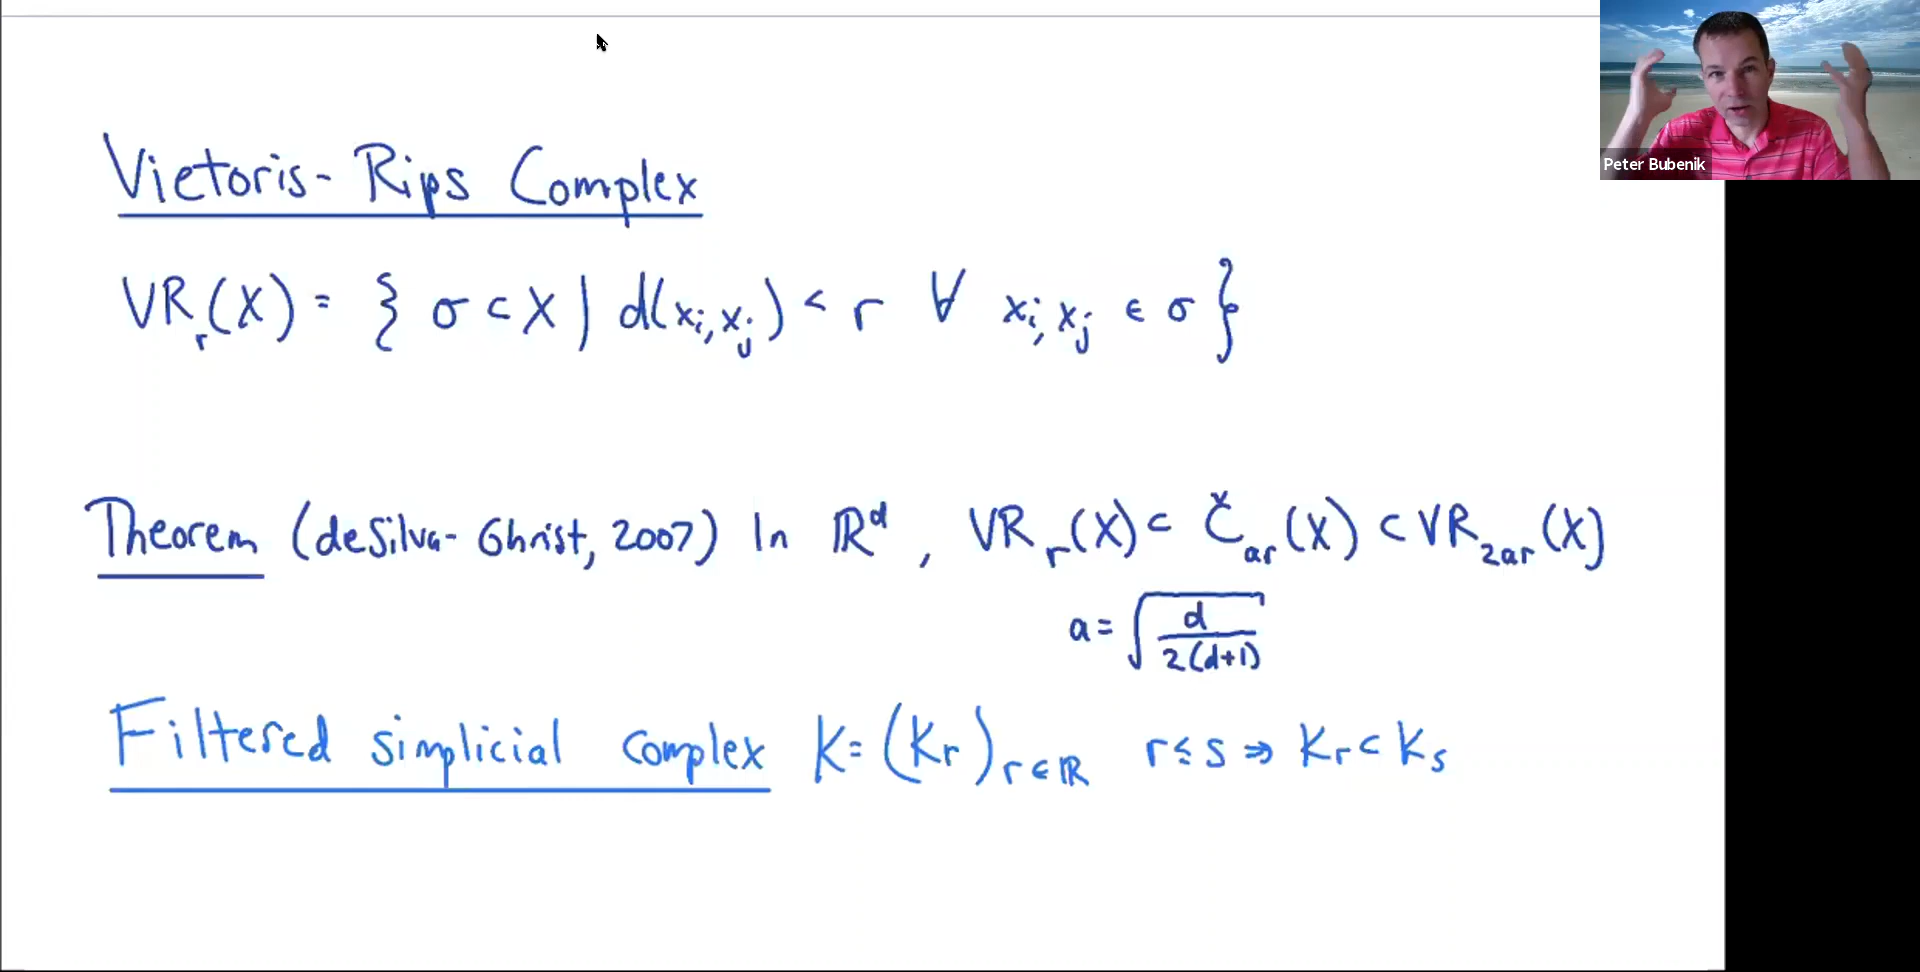 Peter Bubenik
Vietoris-Rips Complex
VR_r(X) = { σ ⊂ X | d(x_i, x_j) < r ∀ x_i, x_j ∈ σ }
Theorem (deSilva-Ghrist, 2007) In ℝ^d, VR_r(X) ⊂ Č_ar(X) ⊂ VR_2ar(X)
a = √(d / 2(d+1))
Filtered simplicial complex K = (K_r)_r∈ℝ r ≤ s ⇒ K_r ⊂ K_s